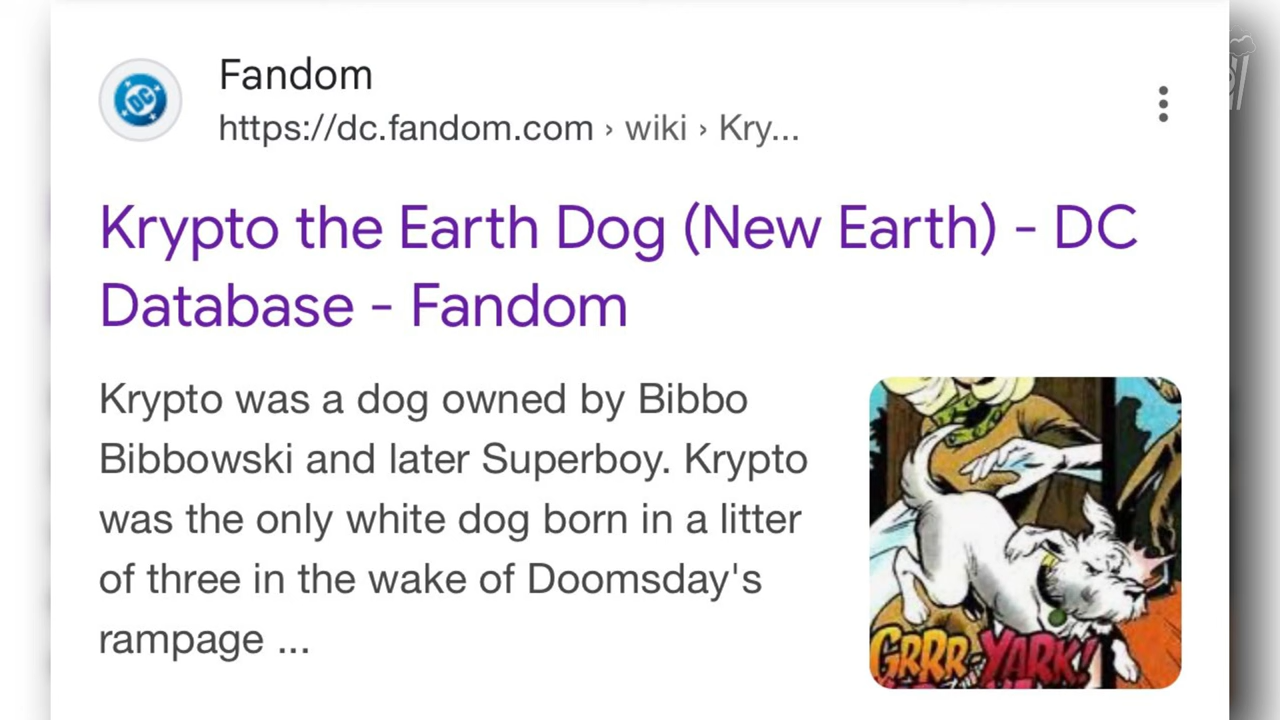 Fandom
https://dc.fandom.com › wiki › Kry...
Krypto the Earth Dog (New Earth) - DC
Database - Fandom
Krypto was a dog owned by Bibbo
Bibbowski and later Superboy. Krypto
was the only white dog born in a litter
of three in the wake of Doomsday's
rampage ...
DC
GRRR-YARK!